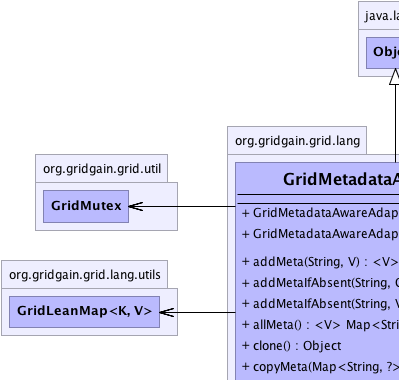 java.la
Obje
org.gridgain.grid.lang
org.gridgain.grid.util
GridMutex
GridMetadataA
+ GridMetadataAwareAdap
+ GridMetadataAwareAdap
org.gridgain.grid.lang.utils
GridLeanMap<K, V>
+ addMeta(String, V) : <V>
+ addMetaIfAbsent(String, C
+ addMetaIfAbsent(String, V
+ allMeta() : <V> Map<Stri
+ clone() : Object
+ copyMeta(Map<String, ?>